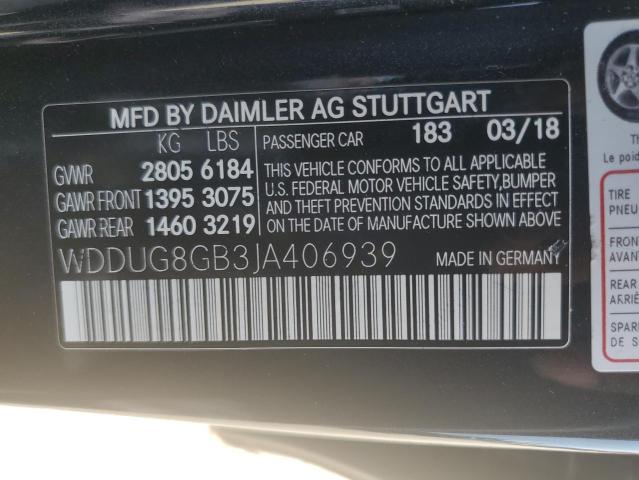 MFD BY DAIMLER AG STUTTGART
KG LBS
PASSENGER CAR 183 03/18
GVWR 2805 6184
GAWR FRONT 1395 3075
GAWR REAR 1460 3219
THIS VEHICLE CONFORMS TO ALL APPLICABLE
U.S. FEDERAL MOTOR VEHICLE SAFETY,BUMPER
AND THEFT PREVENTION STANDARDS IN EFFECT
ON THE DATE OF MANUFACTURE SHOWN ABOVE.
WDDUG8GB3JA406939
MADE IN GERMANY
Th
Le poid
TIRE
PNEU
FRON
AVAN
REAR
ARRIÈ
SPAR
DE S